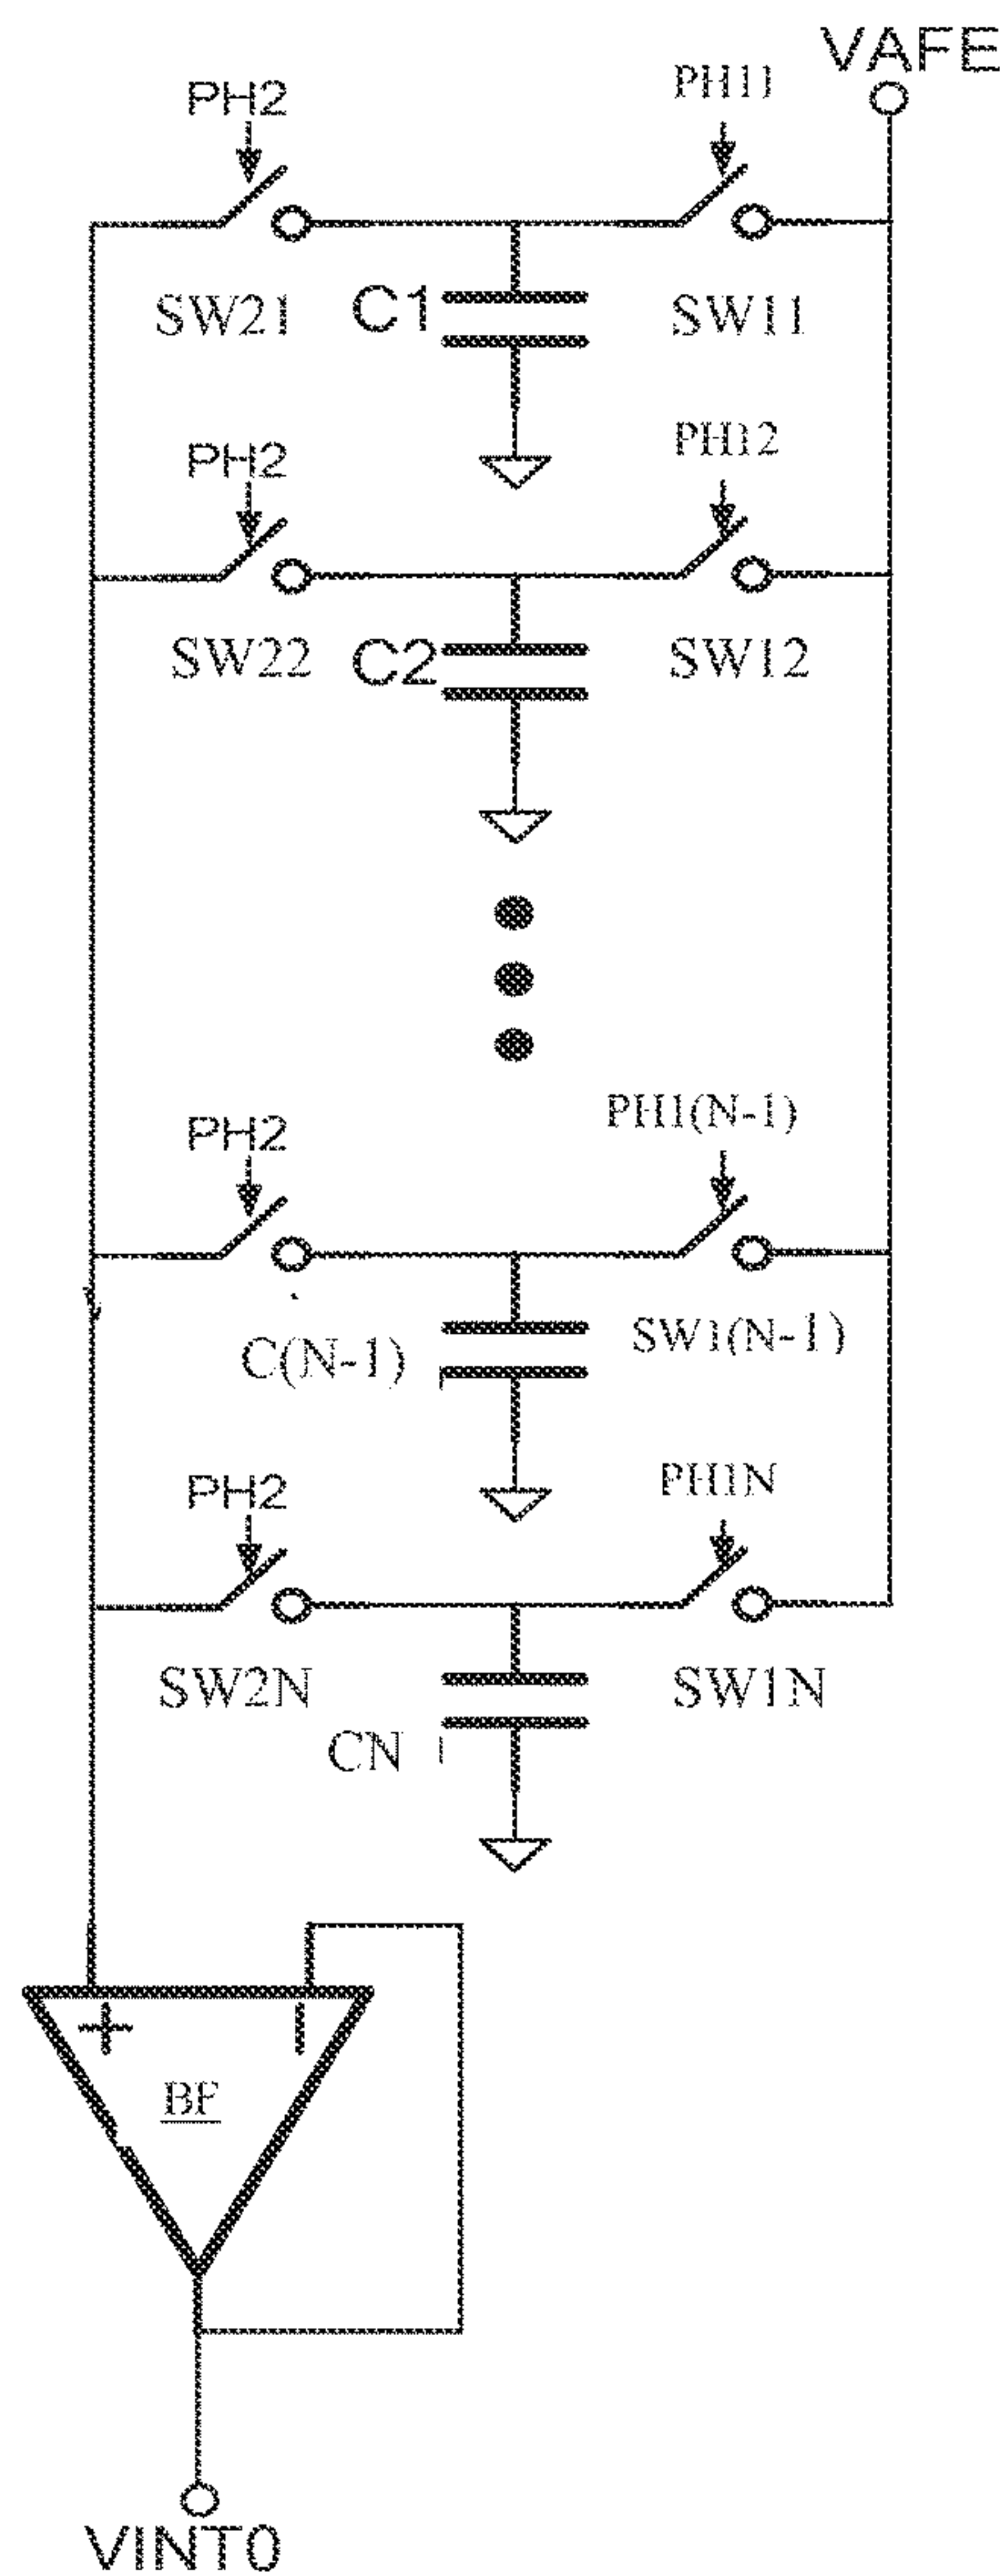 VAFE
PH2
PH11
SW21
C1
SW11
PH2
PH12
SW22
C2
SW12
PH2
PH1(N-1)
C(N-1)
SW1(N-1)
PH2
PH1N
SW2N
CN
SW1N
+
−
BF
VINT0